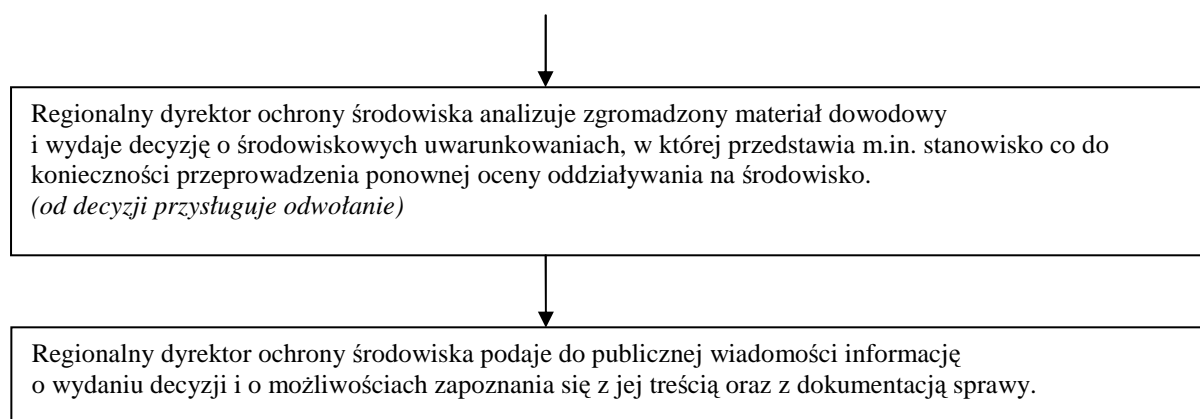 Regionalny dyrektor ochrony środowiska analizuje zgromadzony materiał dowodowy
i wydaje decyzję o środowiskowych uwarunkowaniach, w której przedstawia m.in. stanowisko co do
konieczności przeprowadzenia ponownej oceny oddziaływania na środowisko.
(od decyzji przysługuje odwołanie)
Regionalny dyrektor ochrony środowiska podaje do publicznej wiadomości informację
o wydaniu decyzji i o możliwościach zapoznania się z jej treścią oraz z dokumentacją sprawy.